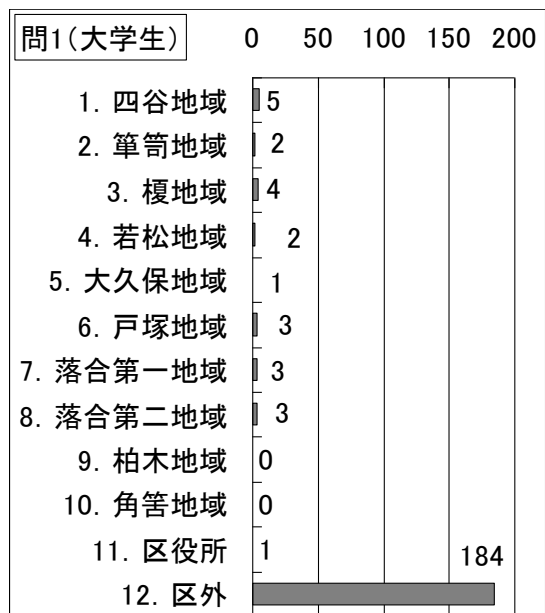 問1(大学生) 0 50 100 150 200
1. 四谷地域 5
2. 箪笥地域 2
3. 榎地域 4
4. 若松地域 2
5. 大久保地域 1
6. 戸塚地域 3
7. 落合第一地域 3
8. 落合第二地域 3
9. 柏木地域 0
10. 角筈地域 0
11. 区役所 1
12. 区外 184